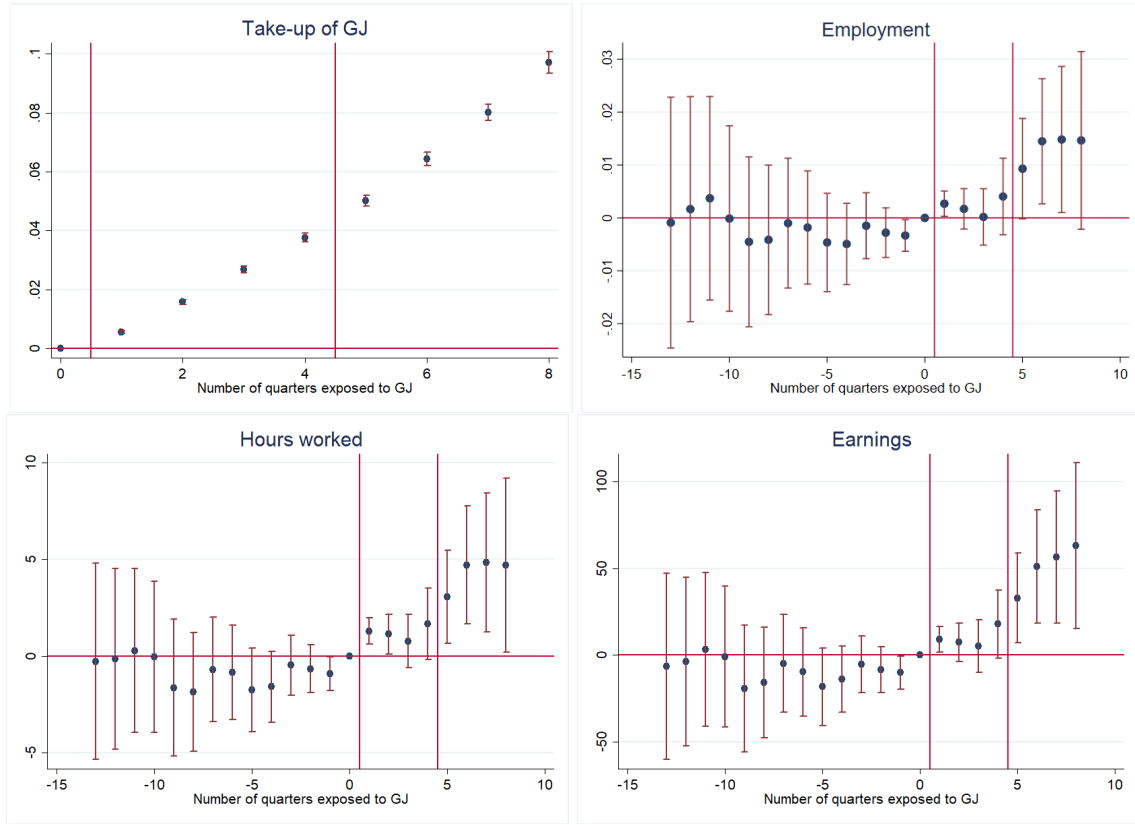 Take-up of GJ
.1
.08
.06
.04
.02
0
0 2 4 6 8
Number of quarters exposed to GJ
Employment
.03
.02
.01
0
-.01
-.02
-15 -10 -5 0 5 10
Number of quarters exposed to GJ
Hours worked
10
5
0
-5
-15 -10 -5 0 5 10
Number of quarters exposed to GJ
Earnings
100
50
0
-50
-15 -10 -5 0 5 10
Number of quarters exposed to GJ